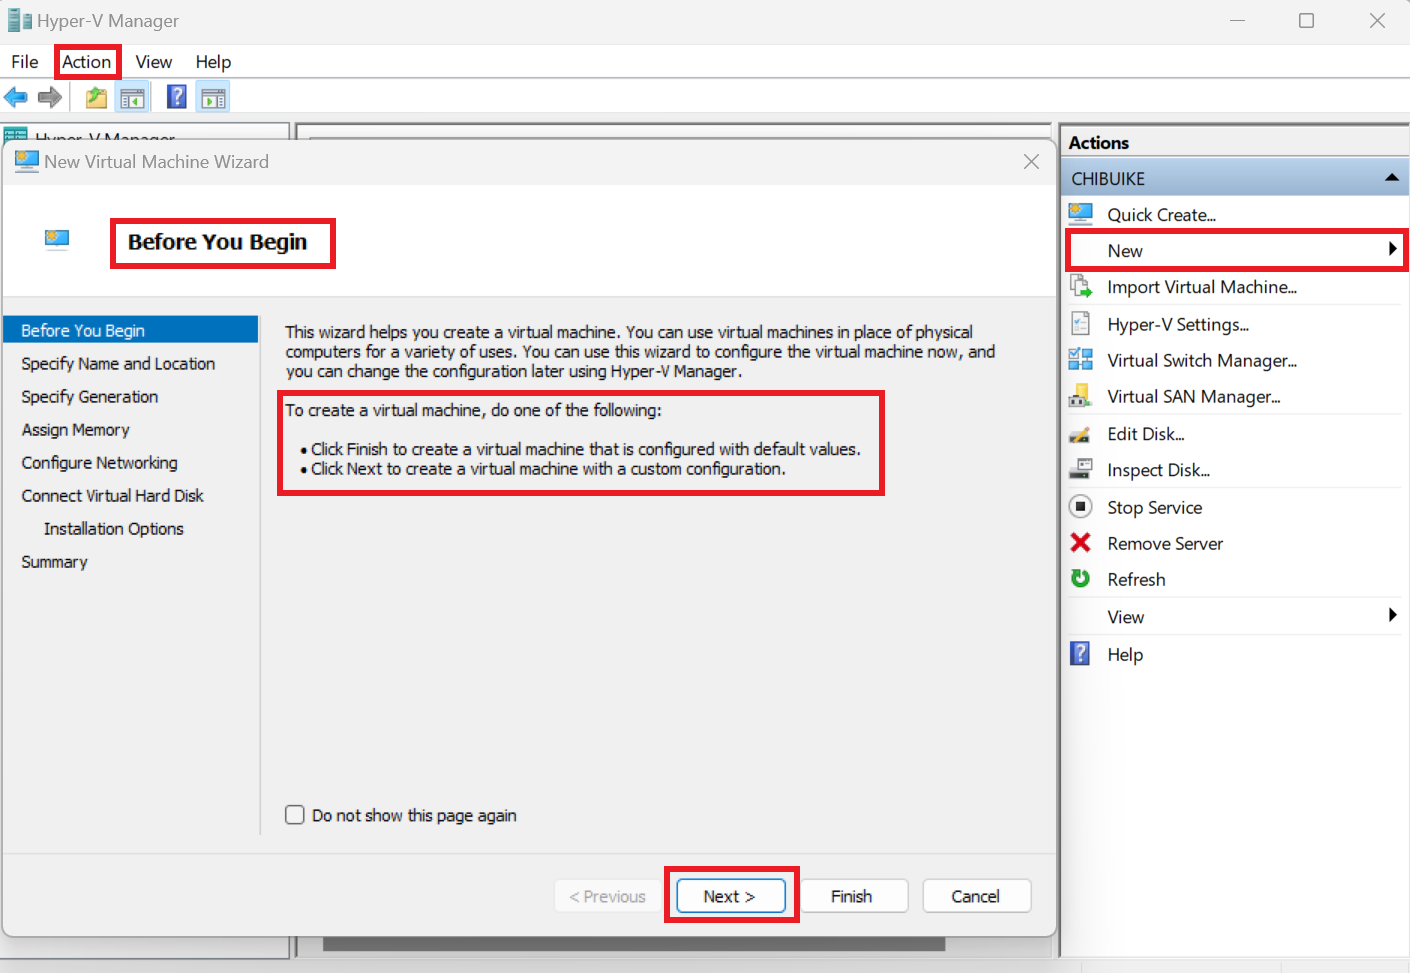 Hyper-V Manager
File Action View Help
Hyper-V Manager
New Virtual Machine Wizard
Before You Begin
Before You Begin
Specify Name and Location
Specify Generation
Assign Memory
Configure Networking
Connect Virtual Hard Disk
Installation Options
Summary
This wizard helps you create a virtual machine. You can use virtual machines in place of physical
computers for a variety of uses. You can use this wizard to configure the virtual machine now, and
you can change the configuration later using Hyper-V Manager.
To create a virtual machine, do one of the following:
• Click Finish to create a virtual machine that is configured with default values.
• Click Next to create a virtual machine with a custom configuration.
Do not show this page again
< Previous
Next >
Finish
Cancel
Actions
CHIBUIKE
Quick Create...
New
Import Virtual Machine...
Hyper-V Settings...
Virtual Switch Manager...
Virtual SAN Manager...
Edit Disk...
Inspect Disk...
Stop Service
Remove Server
Refresh
View
Help